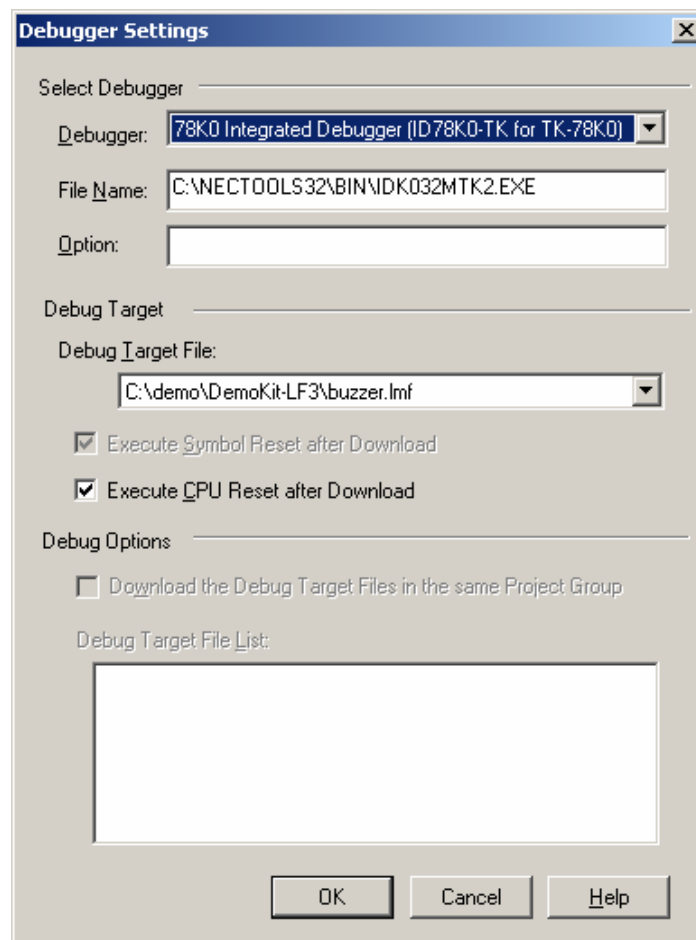 Debugger Settings
Select Debugger
Debugger: 78K0 Integrated Debugger (ID78K0-TK for TK-78K0)
File Name: C:\NECTOOLS32\BIN\IDK032MTK2.EXE
Option:
Debug Target
Debug Target File:
C:\demo\DemoKit-LF3\buzzer.lmf
Execute Symbol Reset after Download
Execute CPU Reset after Download
Debug Options
Download the Debug Target Files in the same Project Group
Debug Target File List:
OK Cancel Help